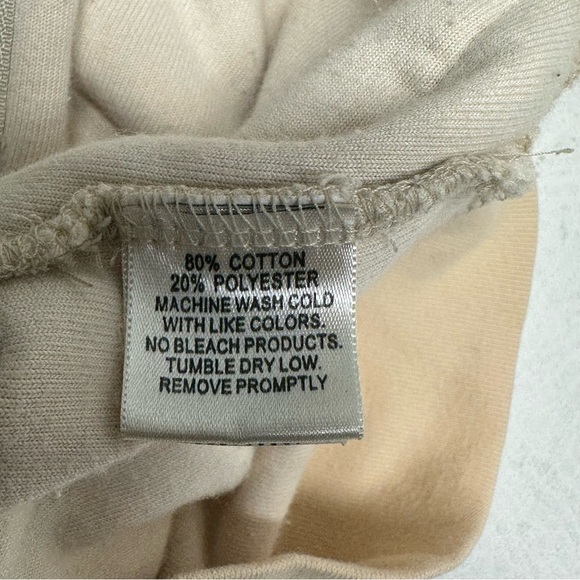 80% COTTON
20% POLYESTER
MACHINE WASH COLD
WITH LIKE COLORS.
NO BLEACH PRODUCTS.
TUMBLE DRY LOW.
REMOVE PROMPTLY